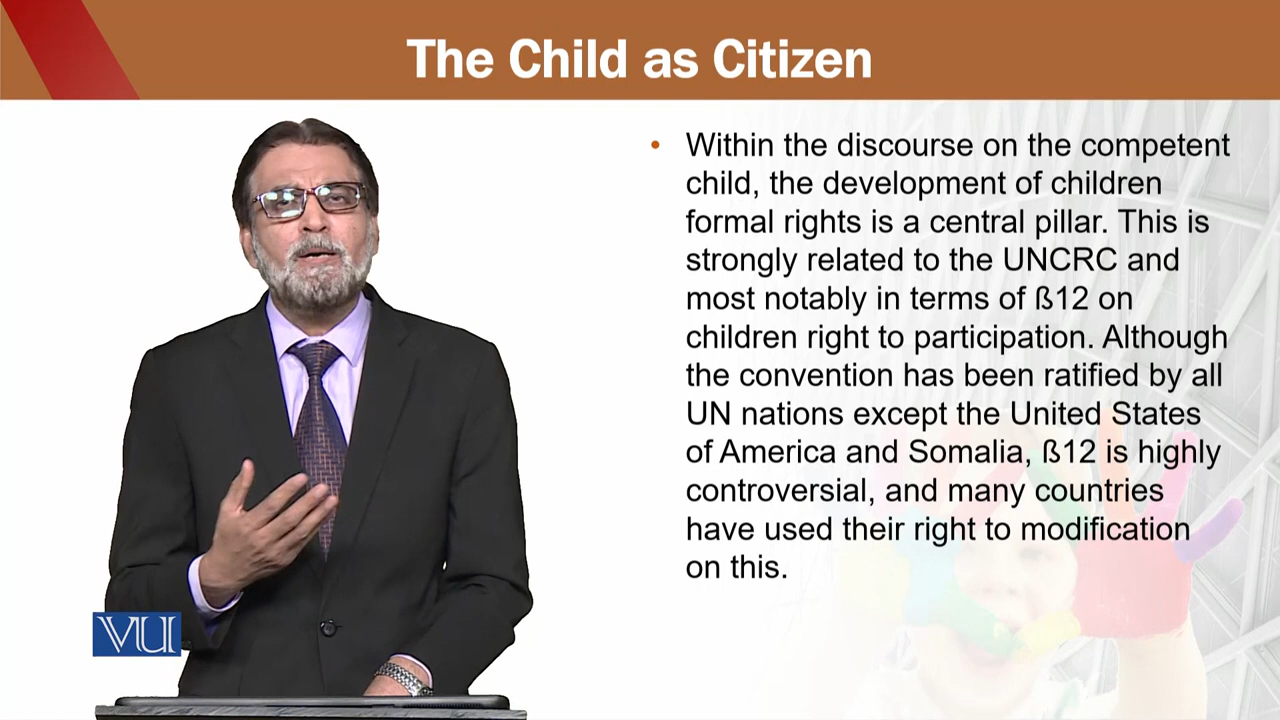 The Child as Citizen
• Within the discourse on the competent
child, the development of children
formal rights is a central pillar. This is
strongly related to the UNCRC and
most notably in terms of ß12 on
children right to participation. Although
the convention has been ratified by all
UN nations except the United States
of America and Somalia, ß12 is highly
controversial, and many countries
have used their right to modification
on this.
VU